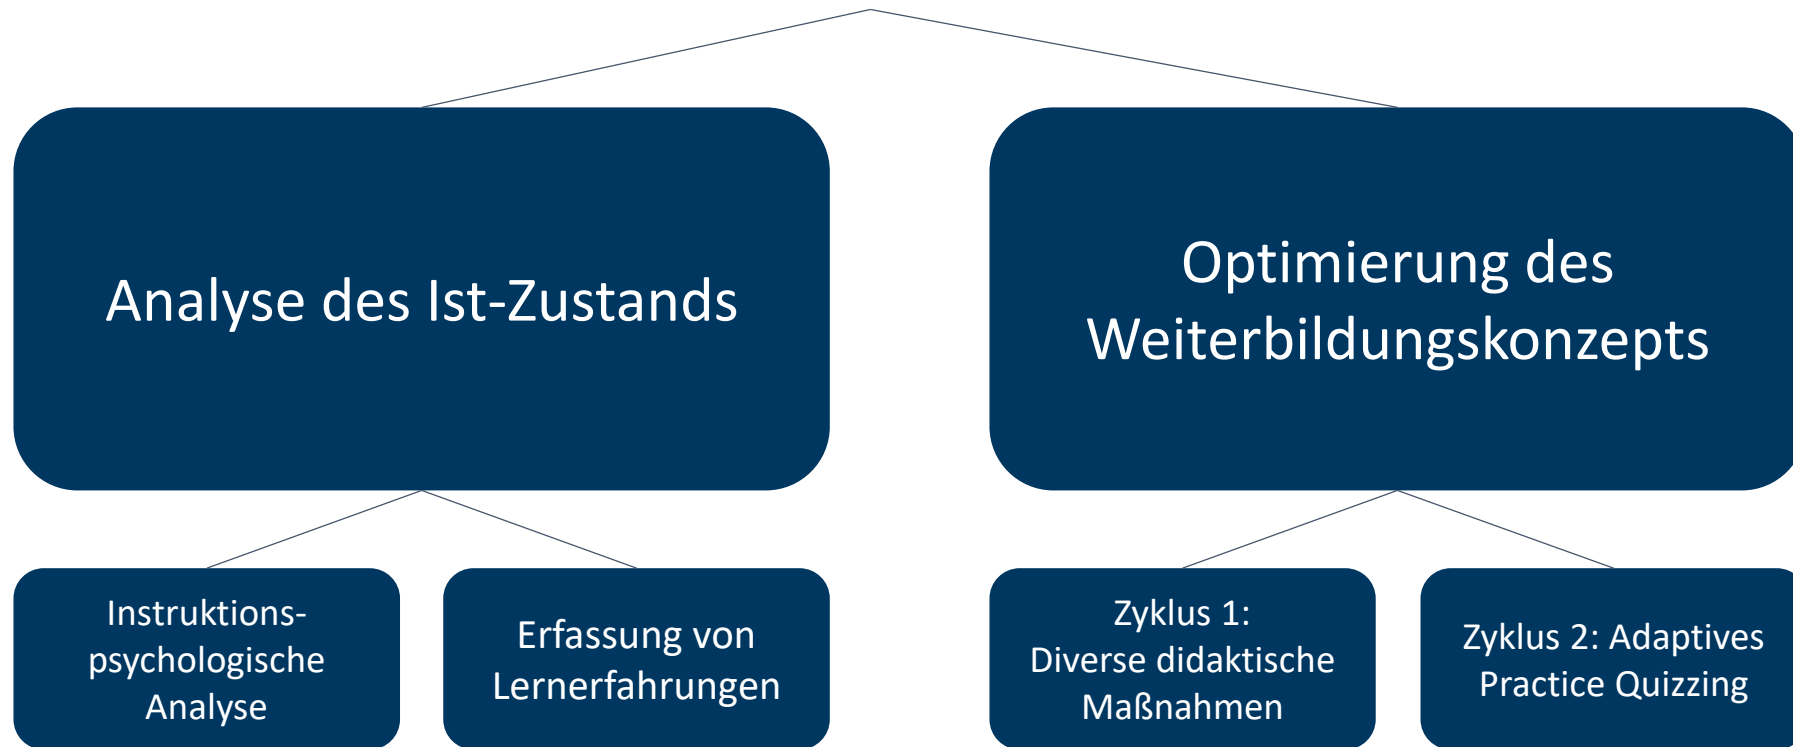 Analyse des Ist-Zustands
Optimierung des
Weiterbildungskonzepts
Instruktions-
psychologische
Analyse
Erfassung von
Lernerfahrungen
Zyklus 1:
Diverse didaktische
Maßnahmen
Zyklus 2: Adaptives
Practice Quizzing